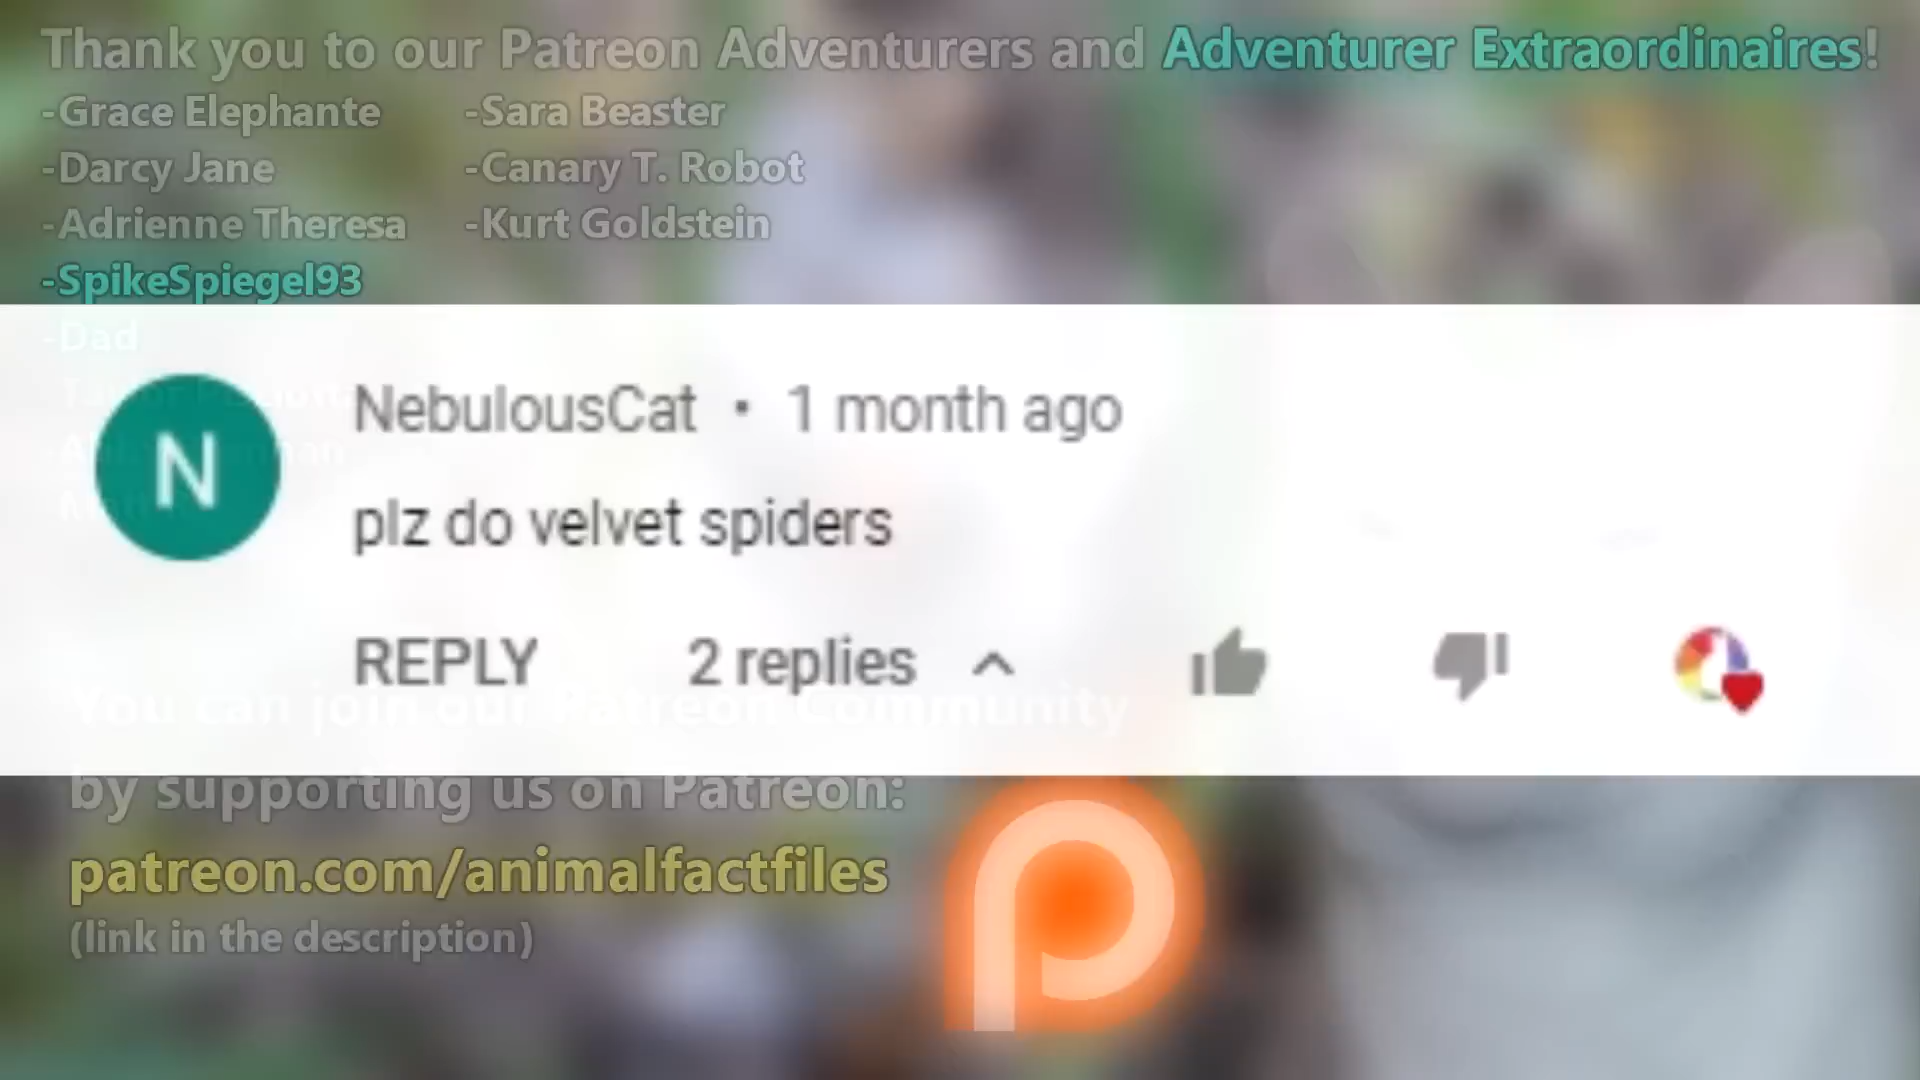 Thank you to our Patreon Adventurers and Adventurer Extraordinaires!
-Grace Elephante
-Darcy Jane
-Adrienne Theresa
-SpikeSpiegel93
-Dad
-Sara Beaster
-Canary T. Robot
-Kurt Goldstein
N
NebulousCat • 1 month ago
plz do velvet spiders
REPLY 2 replies
You can join our Patreon Community
by supporting us on Patreon:
patreon.com/animalfactfiles
(link in the description)